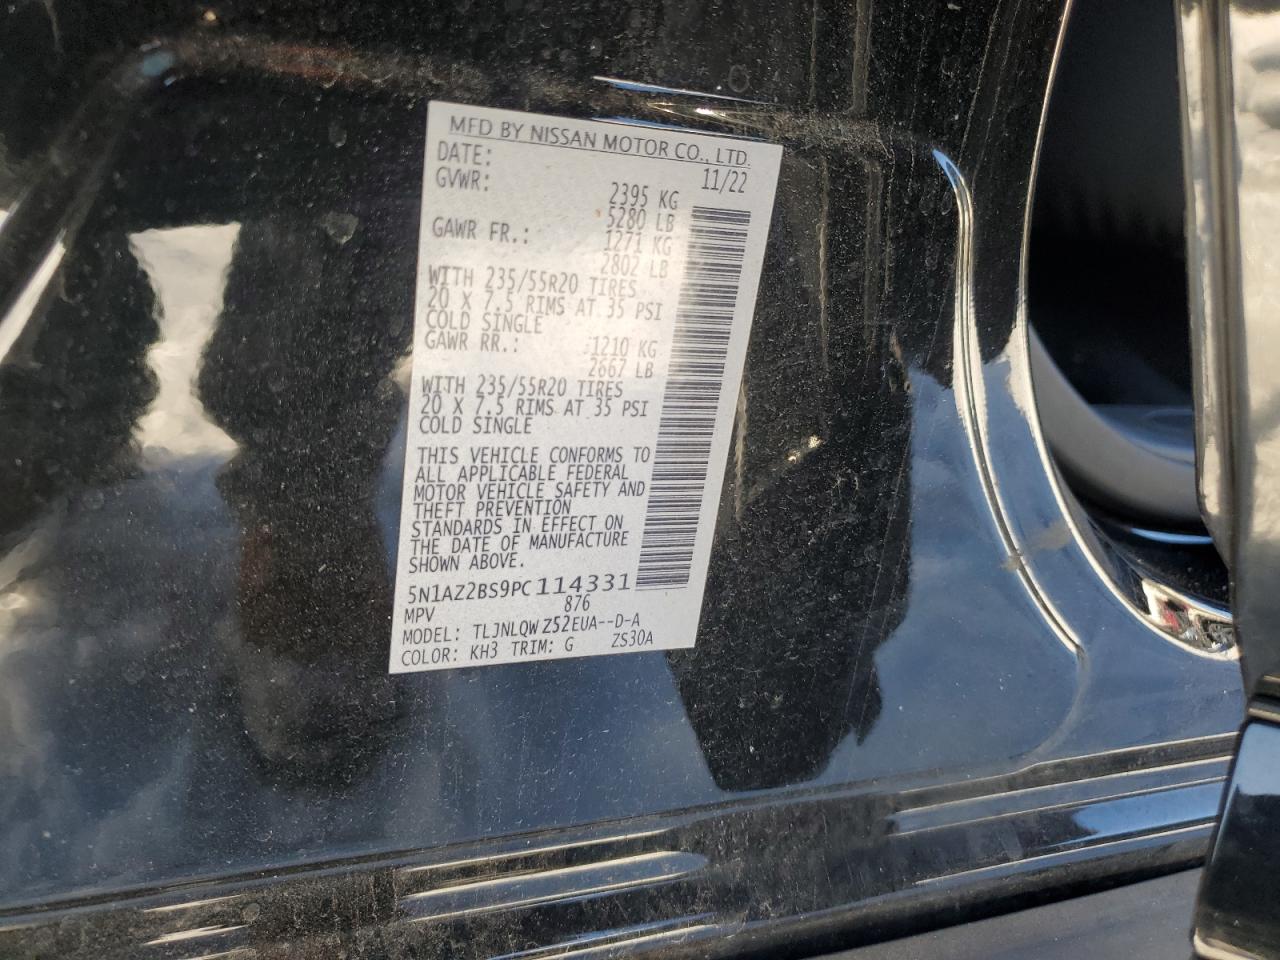 MFD BY NISSAN MOTOR CO., LTD.
DATE: 11/22
GVWR: 2395 KG
5280 LB
GAWR FR.: 1271 KG
2802 LB
WITH 235/55R20 TIRES
20 X 7.5 RIMS AT 35 PSI
COLD SINGLE
GAWR RR.: 1210 KG
2667 LB
WITH 235/55R20 TIRES
20 X 7.5 RIMS AT 35 PSI
COLD SINGLE
THIS VEHICLE CONFORMS TO
ALL APPLICABLE FEDERAL
MOTOR VEHICLE SAFETY AND
THEFT PREVENTION
STANDARDS IN EFFECT ON
THE DATE OF MANUFACTURE
SHOWN ABOVE.
5N1AZ2BS9PC114331
MPV 876
MODEL: TLJNLQWZ52EUA--D-A
COLOR: KH3 TRIM: G ZS30A